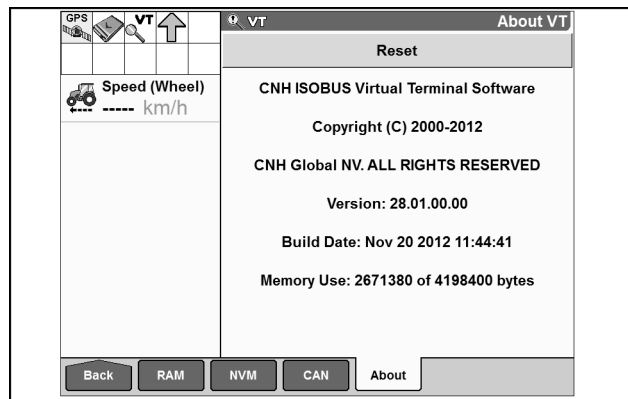 GPS
VT
VT
About VT
Reset
Speed (Wheel)
----- km/h
CNH ISOBUS Virtual Terminal Software
Copyright (C) 2000-2012
CNH Global NV. ALL RIGHTS RESERVED
Version: 28.01.00.00
Build Date: Nov 20 2012 11:44:41
Memory Use: 2671380 of 4198400 bytes
Back
RAM
NVM
CAN
About